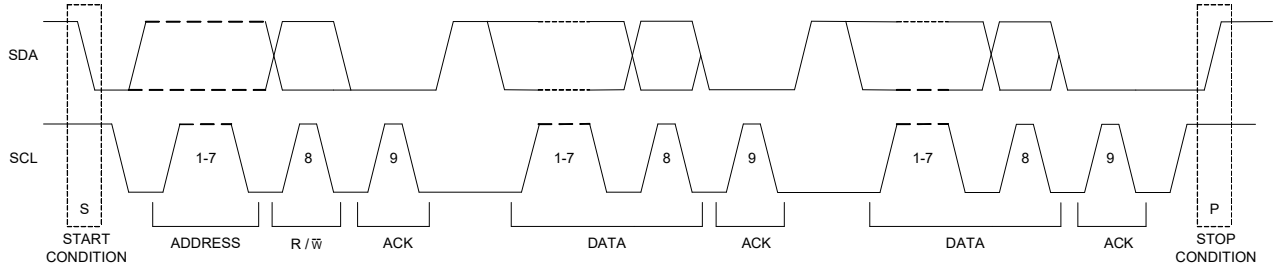 SDA
SCL
1-7
8
9
1-7
8
9
1-7
8
9
S
P
START
CONDITION
ADDRESS
R / W̅
ACK
DATA
ACK
DATA
ACK
STOP
CONDITION